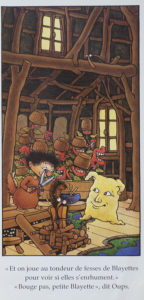 « Et on joue au tondeur de fesses de Blayettes
pour voir si elles s'enrhument. »
« Bouge pas, petite Blayette », dit Oups,